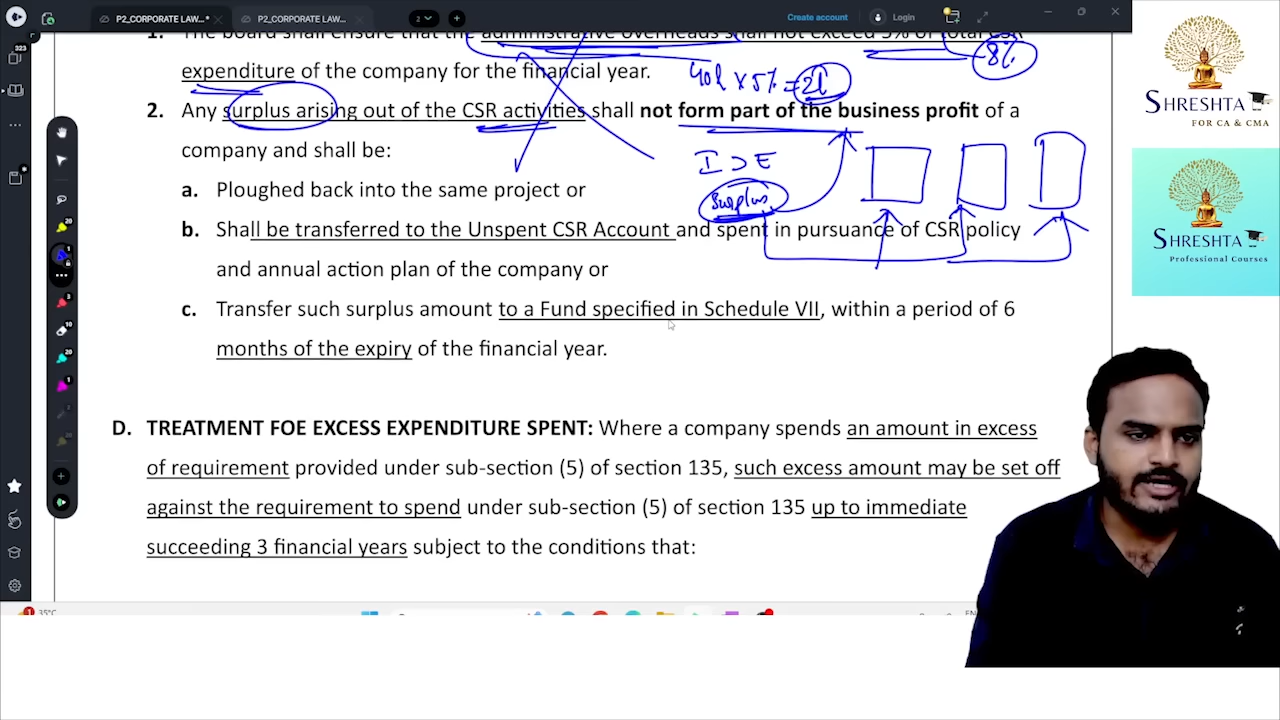 P2_CORPORATE LAW...*
P2_CORPORATE LAW...
2
Create account
Login
323
1. The board shall ensure that the administrative overheads shall not exceed 5% of total CSR
8%
expenditure of the company for the financial year.
40l × 5% = 2l
2. Any surplus arising out of the CSR activities shall not form part of the business profit of a
company and shall be:
I > E
a. Ploughed back into the same project or
Surplus
b. Shall be transferred to the Unspent CSR Account and spent in pursuance of CSR policy
and annual action plan of the company or
c. Transfer such surplus amount to a Fund specified in Schedule VII, within a period of 6
months of the expiry of the financial year.
D. TREATMENT FOE EXCESS EXPENDITURE SPENT: Where a company spends an amount in excess
of requirement provided under sub-section (5) of section 135, such excess amount may be set off
against the requirement to spend under sub-section (5) of section 135 up to immediate
succeeding 3 financial years subject to the conditions that:
35°C
SHRESHTA
FOR CA & CMA
SHRESHTA
Professional Courses